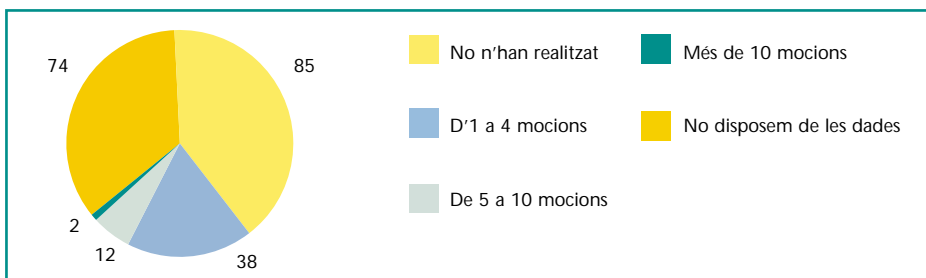 74
85
2
12
38
No n'han realitzat
D'1 a 4 mocions
De 5 a 10 mocions
Més de 10 mocions
No disposem de les dades